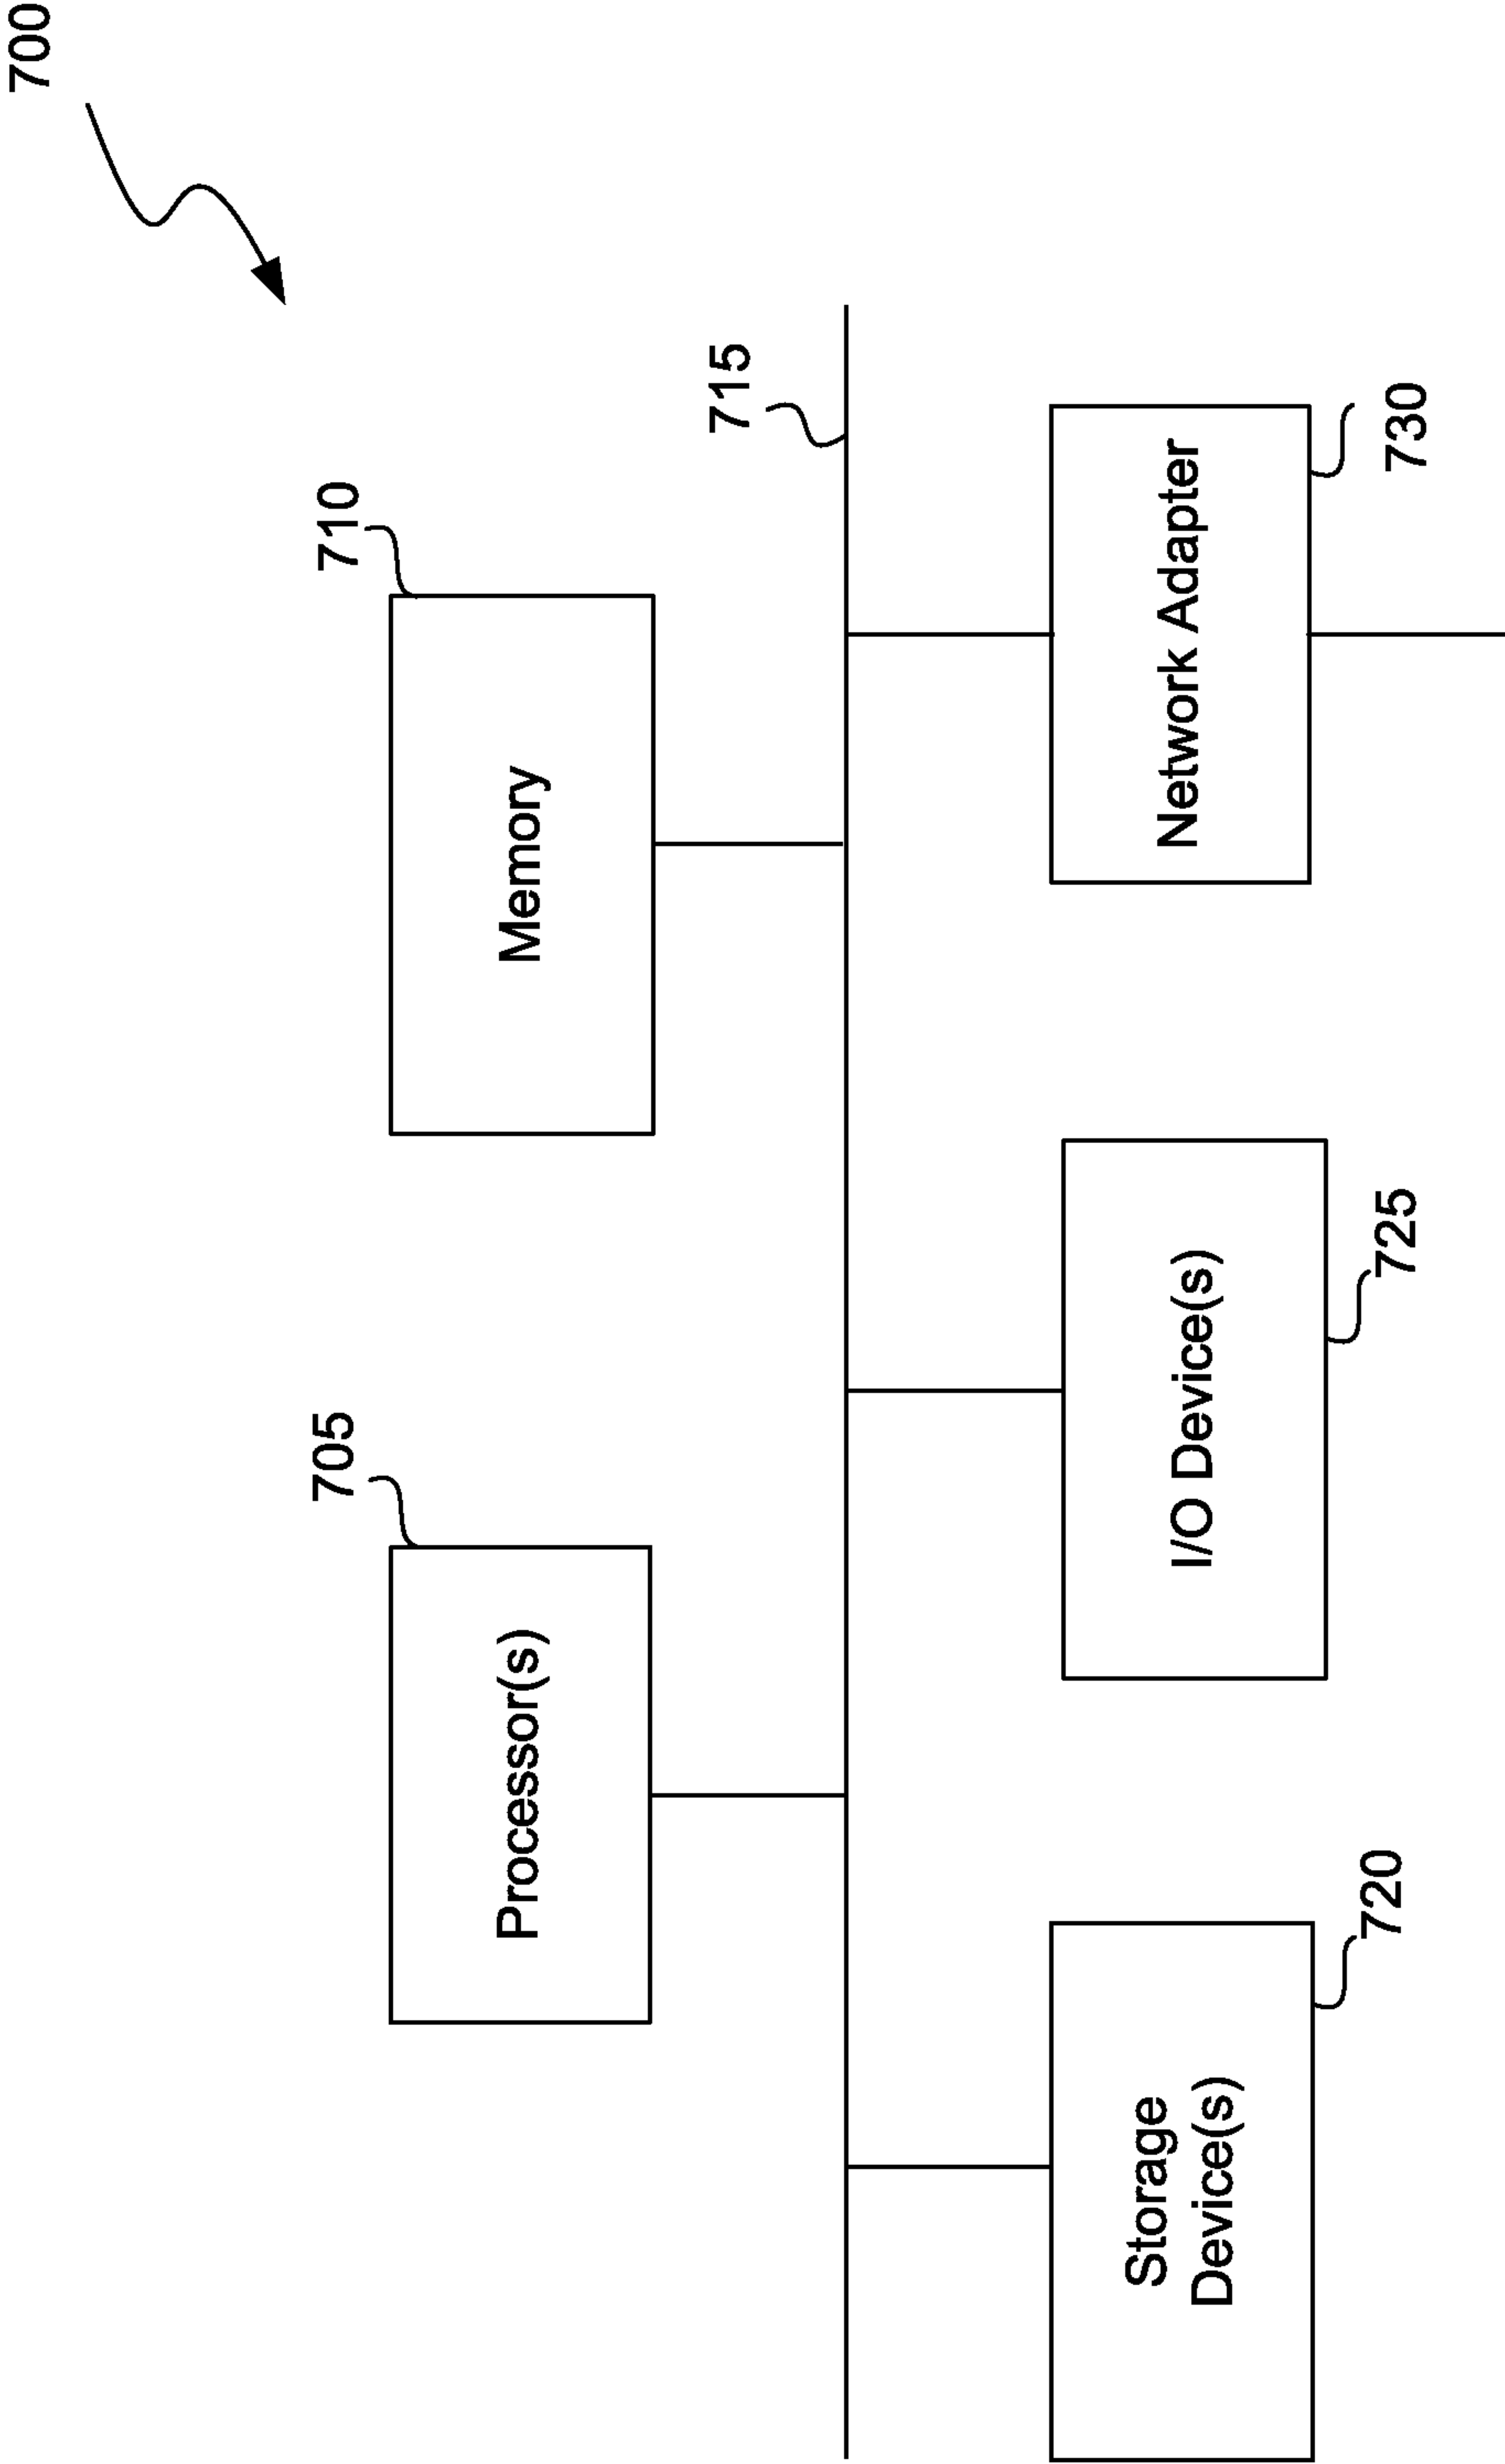 700
705
710
Processor(s)
Memory
715
Storage
Device(s)
I/O Device(s)
Network Adapter
720
725
730